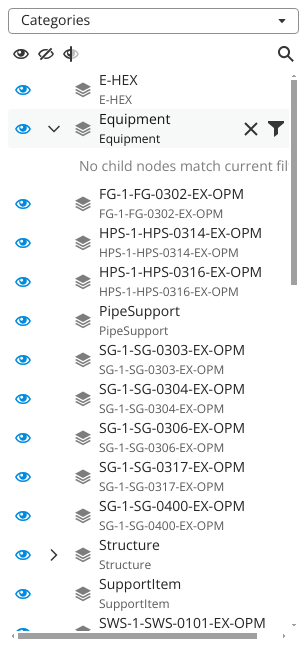 Categories
E-HEX
E-HEX
Equipment
Equipment
No child nodes match current fil
FG-1-FG-0302-EX-OPM
FG-1-FG-0302-EX-OPM
HPS-1-HPS-0314-EX-OPM
HPS-1-HPS-0314-EX-OPM
HPS-1-HPS-0316-EX-OPM
HPS-1-HPS-0316-EX-OPM
PipeSupport
PipeSupport
SG-1-SG-0303-EX-OPM
SG-1-SG-0303-EX-OPM
SG-1-SG-0304-EX-OPM
SG-1-SG-0304-EX-OPM
SG-1-SG-0306-EX-OPM
SG-1-SG-0306-EX-OPM
SG-1-SG-0317-EX-OPM
SG-1-SG-0317-EX-OPM
SG-1-SG-0400-EX-OPM
SG-1-SG-0400-EX-OPM
Structure
Structure
SupportItem
SupportItem
SWS-1-SWS-0101-EX-OPM